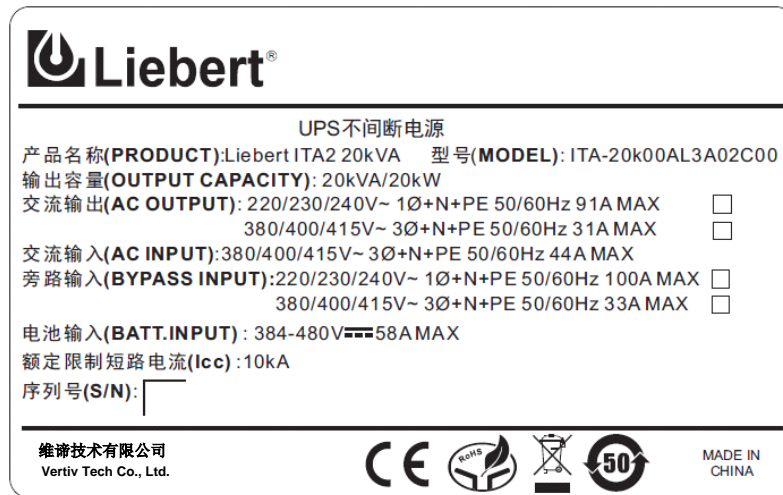 Liebert®
UPS不间断电源
产品名称(PRODUCT):Liebert ITA2 20kVA 型号(MODEL): ITA-20k00AL3A02C00
输出容量(OUTPUT CAPACITY): 20kVA/20kW
交流输出(AC OUTPUT): 220/230/240V~ 1Ø+N+PE 50/60Hz 91A MAX
380/400/415V~ 3Ø+N+PE 50/60Hz 31A MAX
交流输入(AC INPUT):380/400/415V~ 3Ø+N+PE 50/60Hz 44A MAX
旁路输入(BYPASS INPUT):220/230/240V~ 1Ø+N+PE 50/60Hz 100A MAX
380/400/415V~ 3Ø+N+PE 50/60Hz 33A MAX
电池输入(BATT.INPUT) : 384-480V⎓58A MAX
额定限制短路电流(Icc) :10kA
序列号(S/N):
维谛技术有限公司
Vertiv Tech Co., Ltd.
CE
RoHS
50
MADE IN
CHINA